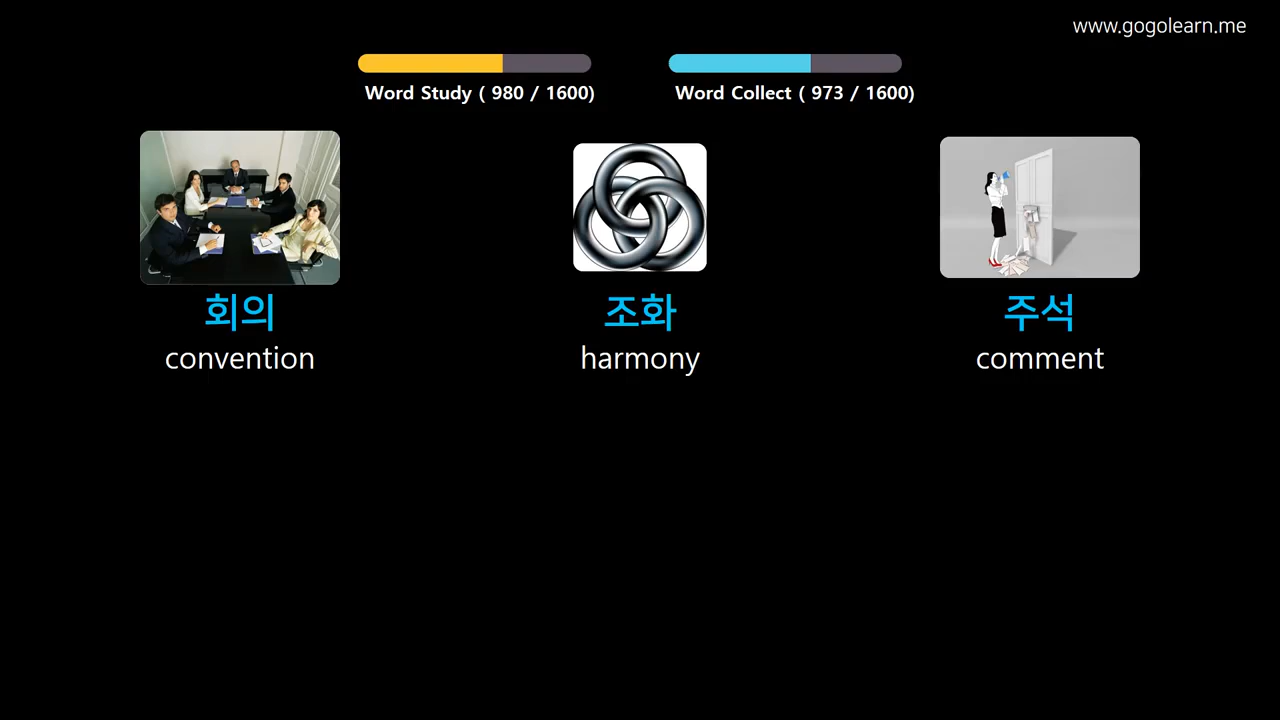 www.gogolearn.me
Word Study ( 980 / 1600)
Word Collect ( 973 / 1600)
회의
convention
조화
harmony
주석
comment